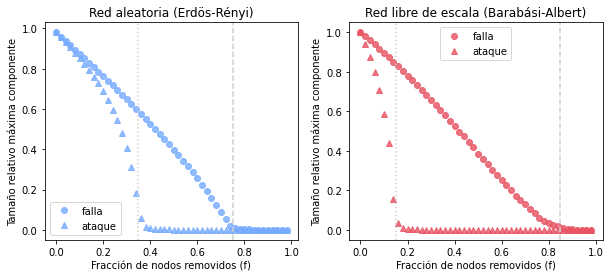 Red aleatoria (Erdös-Rényi)
Tamaño relativo máxima componente
1.0
0.8
0.6
0.4
0.2
0.0
falla
ataque
0.0 0.2 0.4 0.6 0.8 1.0
Fracción de nodos removidos (f)
Red libre de escala (Barabási-Albert)
Tamaño relativo máxima componente
1.0
0.8
0.6
0.4
0.2
0.0
falla
ataque
0.0 0.2 0.4 0.6 0.8 1.0
Fracción de nodos removidos (f)